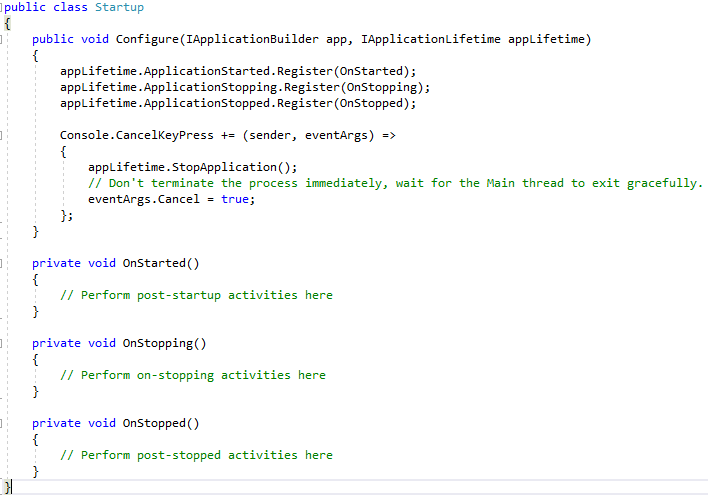 public class Startup
{
    public void Configure(IApplicationBuilder app, IApplicationLifetime appLifetime)
    {
        appLifetime.ApplicationStarted.Register(OnStarted);
        appLifetime.ApplicationStopping.Register(OnStopping);
        appLifetime.ApplicationStopped.Register(OnStopped);

        Console.CancelKeyPress += (sender, eventArgs) =>
        {
            appLifetime.StopApplication();
            // Don't terminate the process immediately, wait for the Main thread to exit gracefully.
            eventArgs.Cancel = true;
        };
    }

    private void OnStarted()
    {
        // Perform post-startup activities here
    }

    private void OnStopping()
    {
        // Perform on-stopping activities here
    }

    private void OnStopped()
    {
        // Perform post-stopped activities here
    }
}